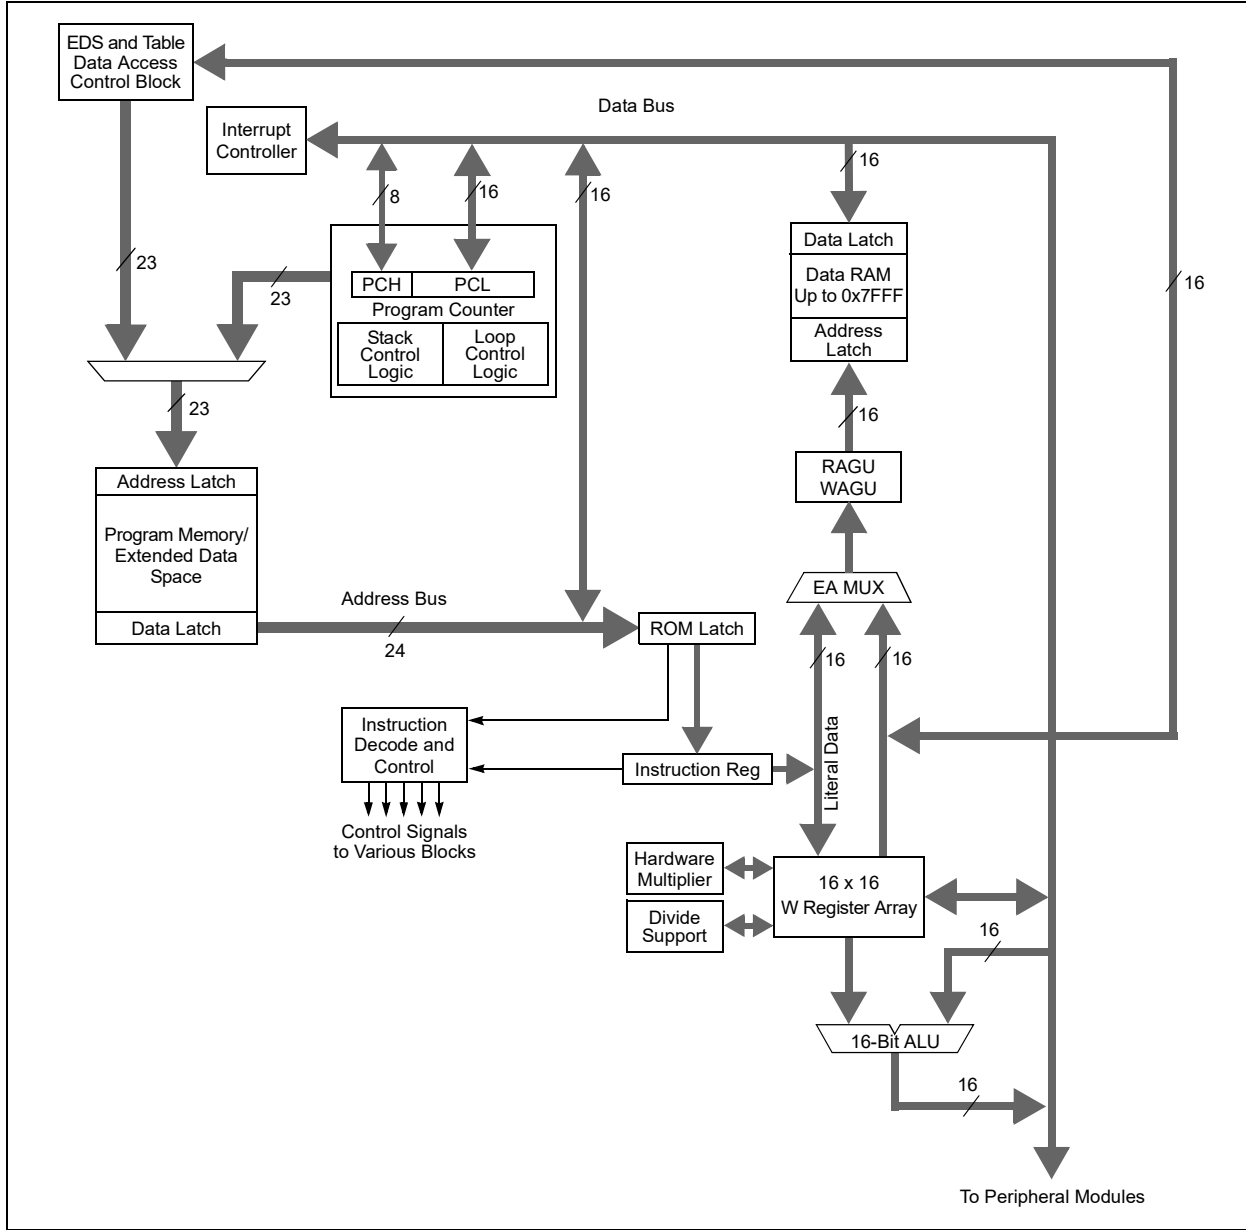 EDS and Table
Data Access
Control Block
Data Bus
Interrupt
Controller
16
8
16
16
23
23
16
Data Latch
Data RAM
Up to 0x7FFF
Address
Latch
PCH
PCL
Program Counter
Stack
Control
Logic
Loop
Control
Logic
23
16
RAGU
WAGU
Address Latch
Program Memory/
Extended Data
Space
Data Latch
Address Bus
24
EA MUX
ROM Latch
16
16
Instruction
Decode and
Control
Instruction Reg
Literal Data
Control Signals
to Various Blocks
Hardware
Multiplier
Divide
Support
16 x 16
W Register Array
16
16-Bit ALU
16
To Peripheral Modules